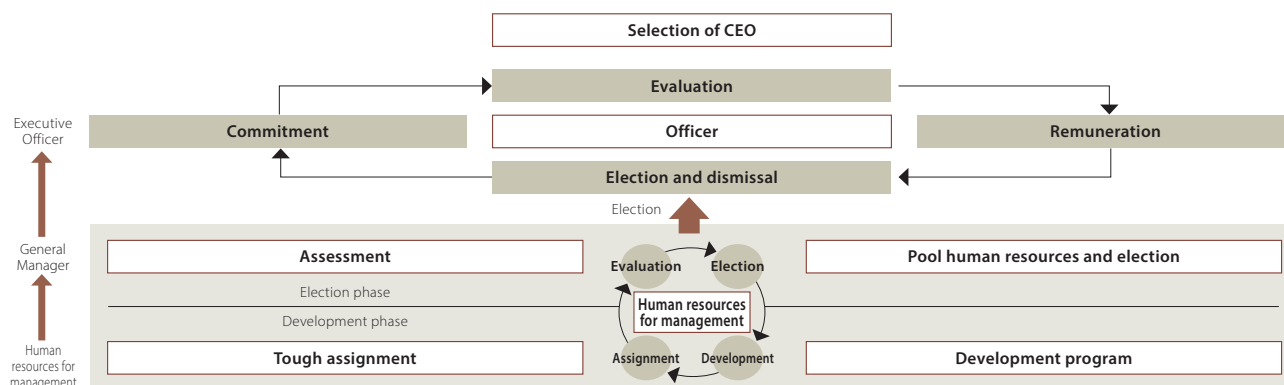 Selection of CEO
Evaluation
Executive
Officer
Commitment
Officer
Remuneration
Election and dismissal
Election
General
Manager
Assessment
Evaluation
Election
Pool human resources and election
Election phase
Human resources
for management
Development phase
Human
resources for
management
Tough assignment
Assignment
Development
Development program